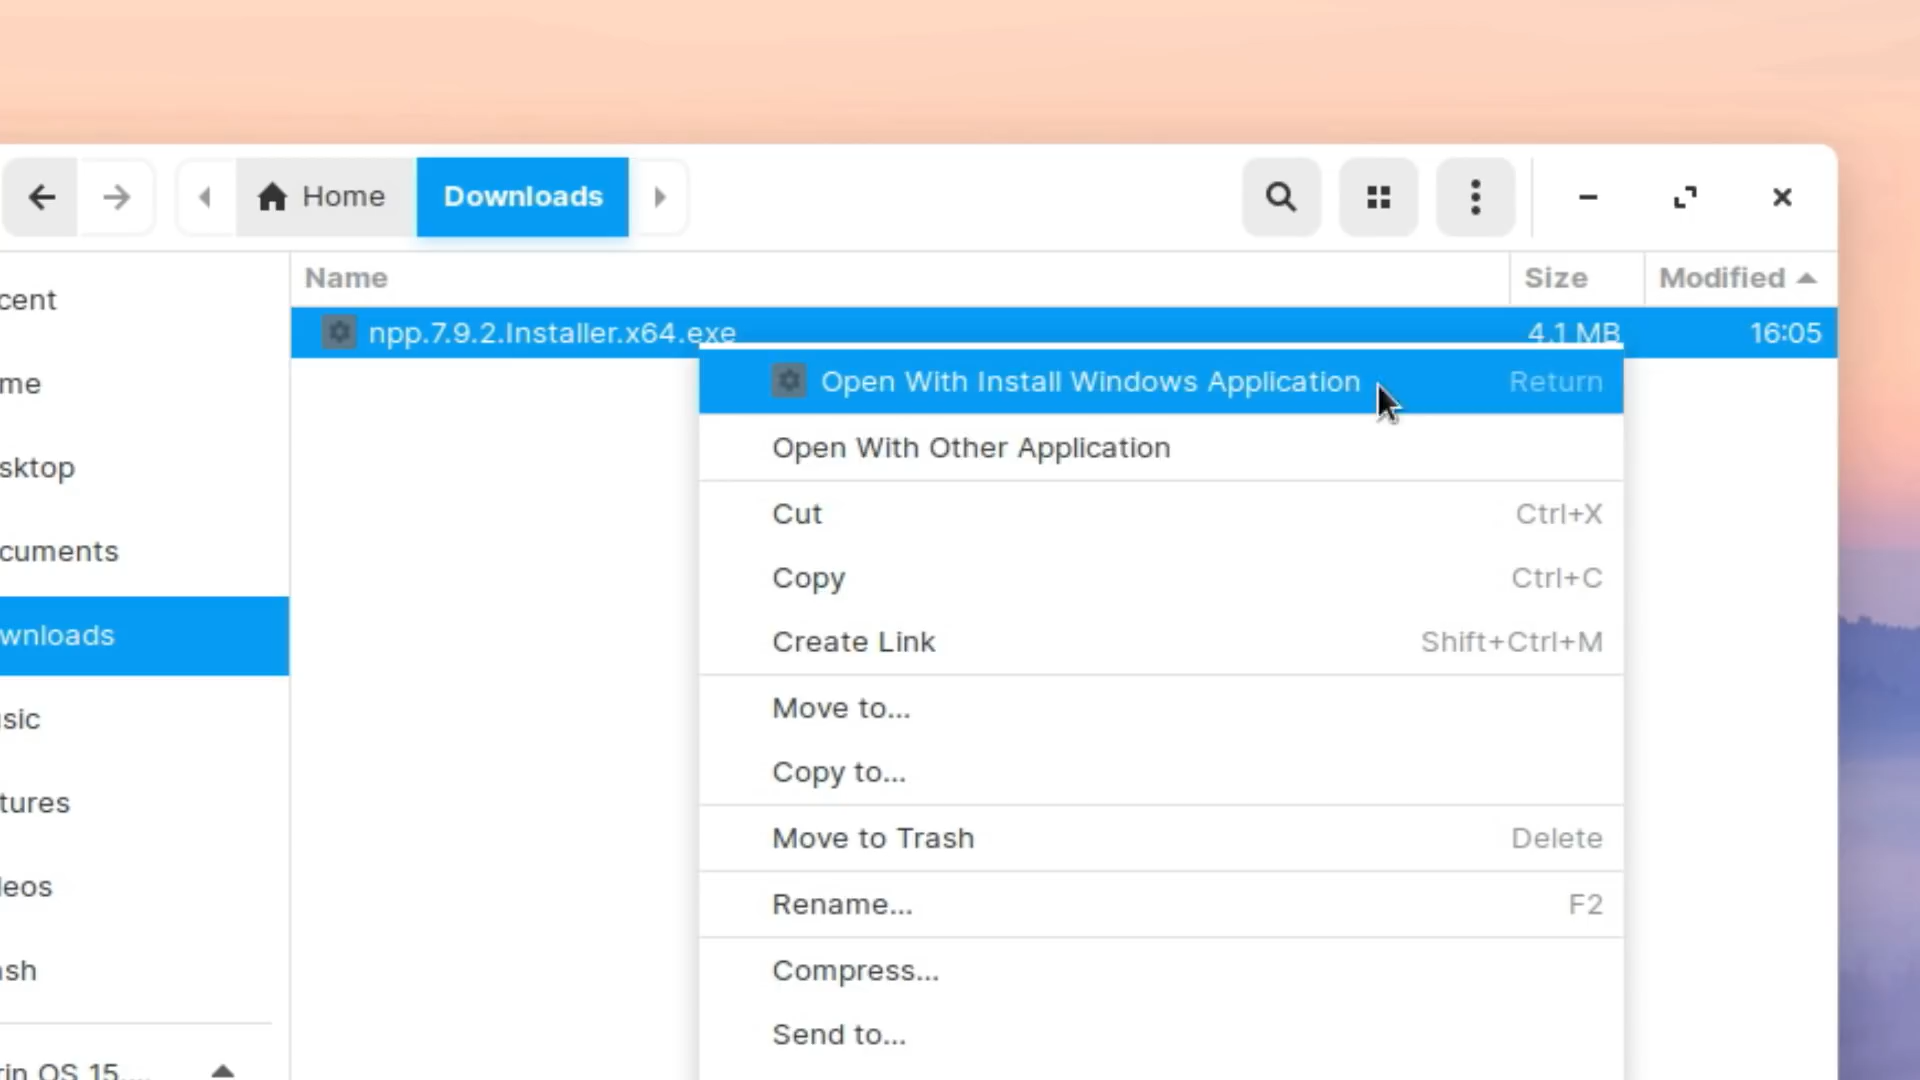 Home
Downloads
Name Size Modified
npp.7.9.2.Installer.x64.exe 4.1 MB 16:05
cent
me
sktop
cuments
wnloads
sic
tures
leos
sh
rin OS 15....
Open With Install Windows Application Return
Open With Other Application
Cut Ctrl+X
Copy Ctrl+C
Create Link Shift+Ctrl+M
Move to...
Copy to...
Move to Trash Delete
Rename... F2
Compress...
Send to...